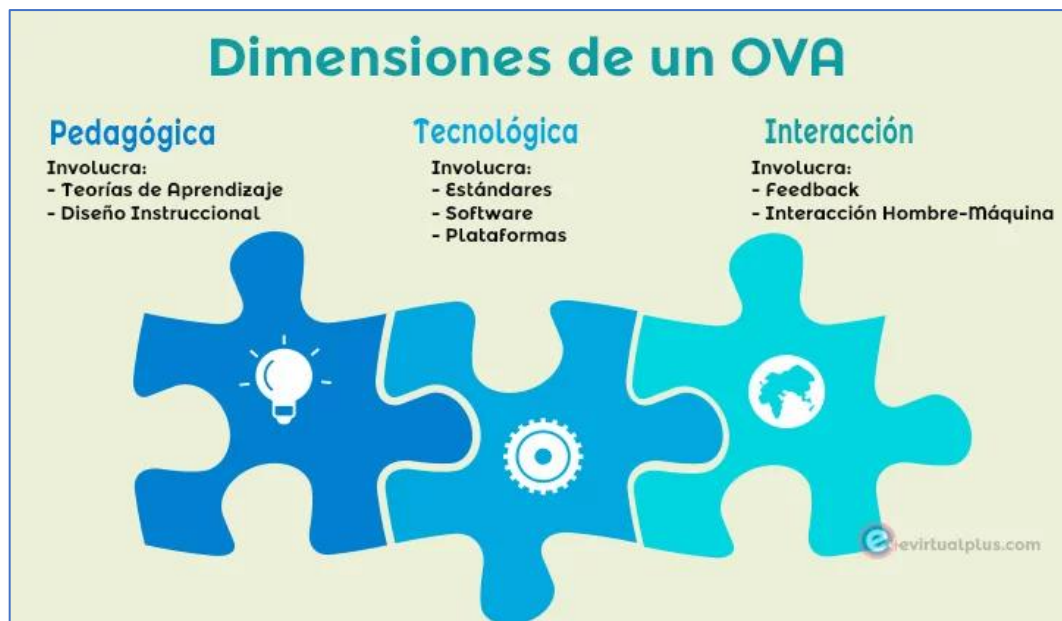 Dimensiones de un OVA
Pedagógica
Involucra:
- Teorías de Aprendizaje
- Diseño Instruccional
Tecnológica
Involucra:
- Estándares
- Software
- Plataformas
Interacción
Involucra:
- Feedback
- Interacción Hombre-Máquina
evirtualplus.com